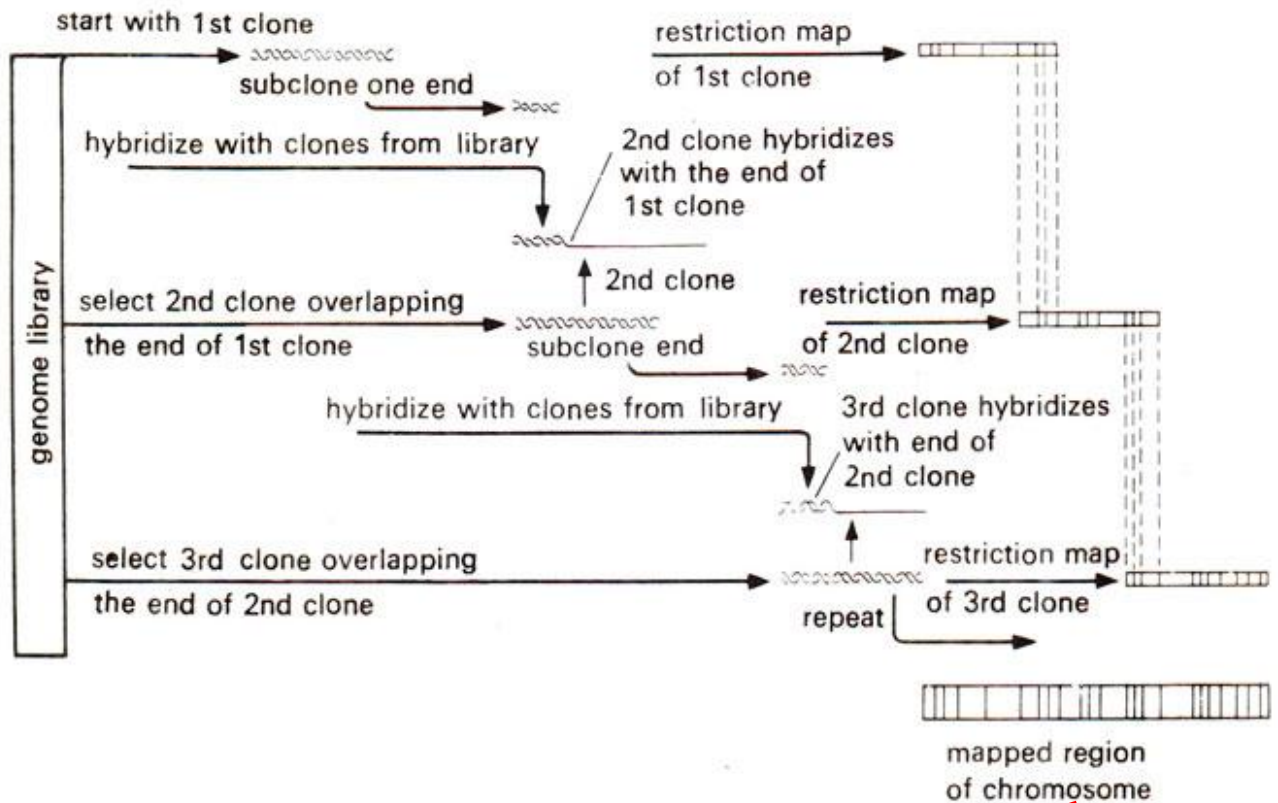 start with 1st clone
subclone one end
restriction map
of 1st clone
hybridize with clones from library
2nd clone hybridizes
with the end of
1st clone
genome library
2nd clone
select 2nd clone overlapping
the end of 1st clone
subclone end
restriction map
of 2nd clone
hybridize with clones from library
3rd clone hybridizes
with end of
2nd clone
select 3rd clone overlapping
the end of 2nd clone
restriction map
of 3rd clone
repeat
mapped region
of chromosome